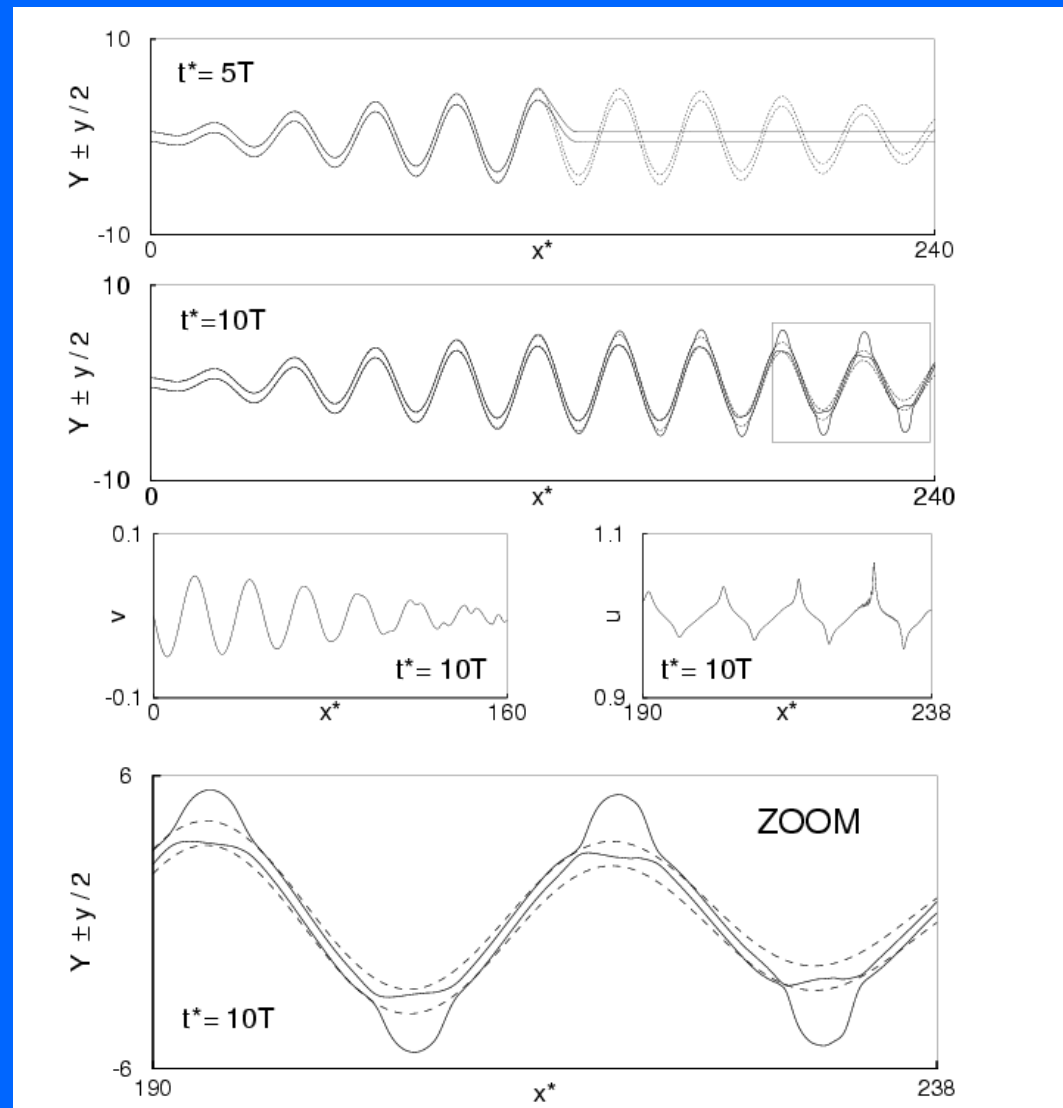 10
t*= 5T
Y ± y/2
-10
0
x*
240
10
t*=10T
Y ± y/2
-10
0
x*
240
0.1
v
t*= 10T
-0.1
0
x*
160
1.1
u
t*= 10T
0.9
190
x*
238
6
ZOOM
Y ±y/2
t*= 10T
-6
190
x*
238